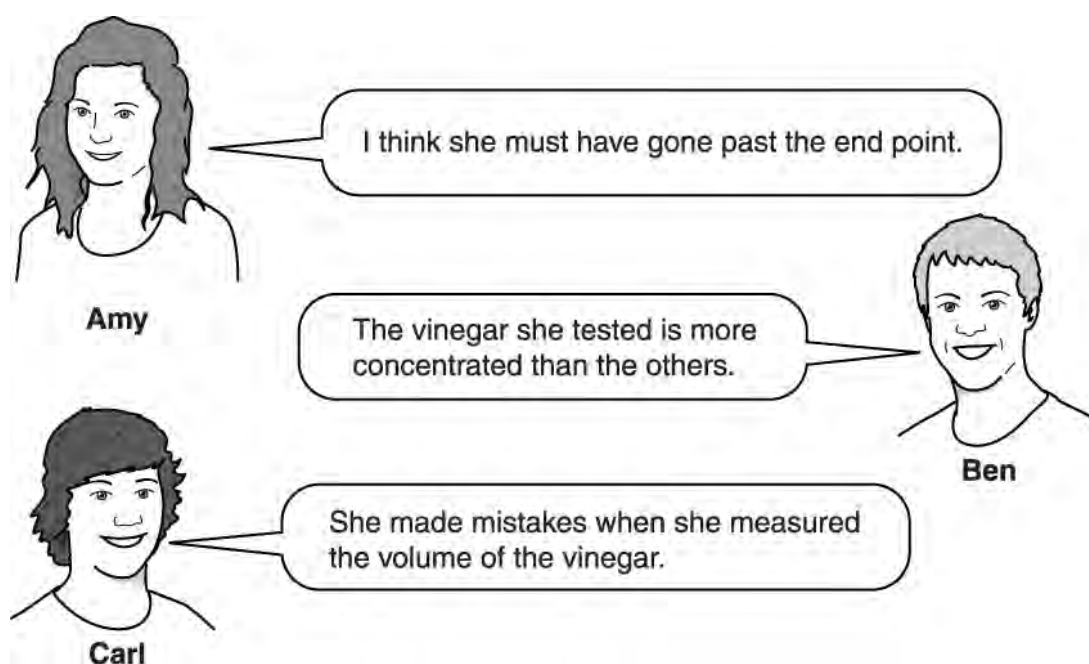 I think she must have gone past the end point.
Amy
The vinegar she tested is more
concentrated than the others.
Ben
She made mistakes when she measured
the volume of the vinegar.
Carl